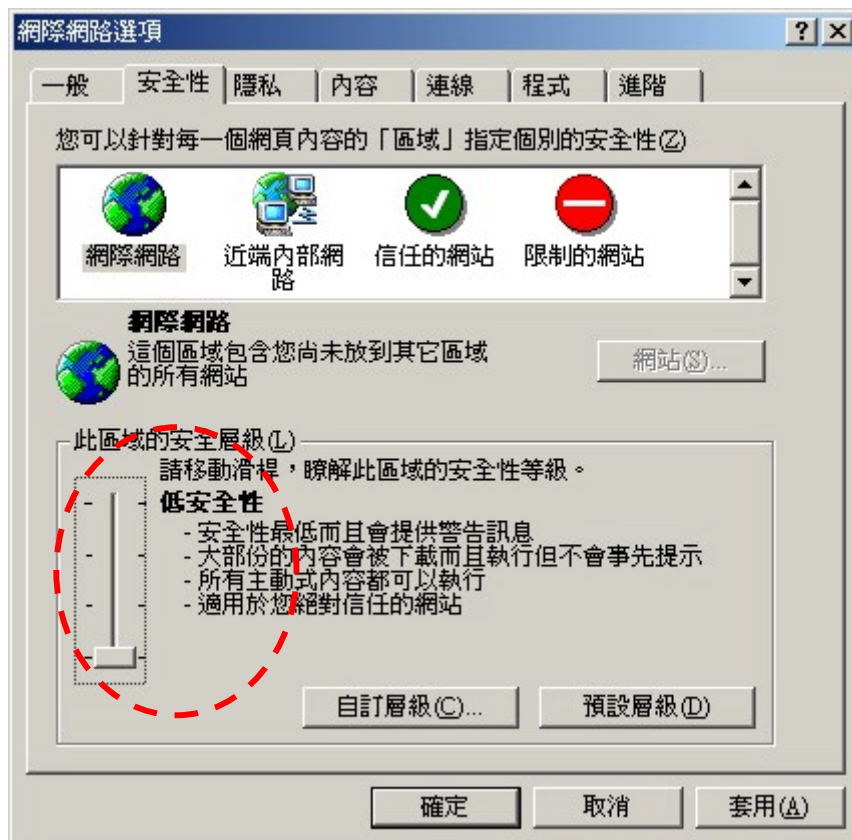 網際網路選項
一般 安全性 隱私 內容 連線 程式 進階
您可以針對每一個網頁內容的「區域」指定個別的安全性(Z)
網際網路 近端內部網路 信任的網站 限制的網站
網際網路
這個區域包含您尚未放到其它區域
的所有網站
網站(S)...
此區域的安全層級(L)
請移動滑桿，瞭解此區域的安全性等級。
低安全性
- 安全性最低而且會提供警告訊息
- 大部份的內容會被下載而且執行但不會事先提示
- 所有主動式內容都可以執行
- 適用於您絕對信任的網站
自訂層級(C)... 預設層級(D)
確定 取消 套用(A)